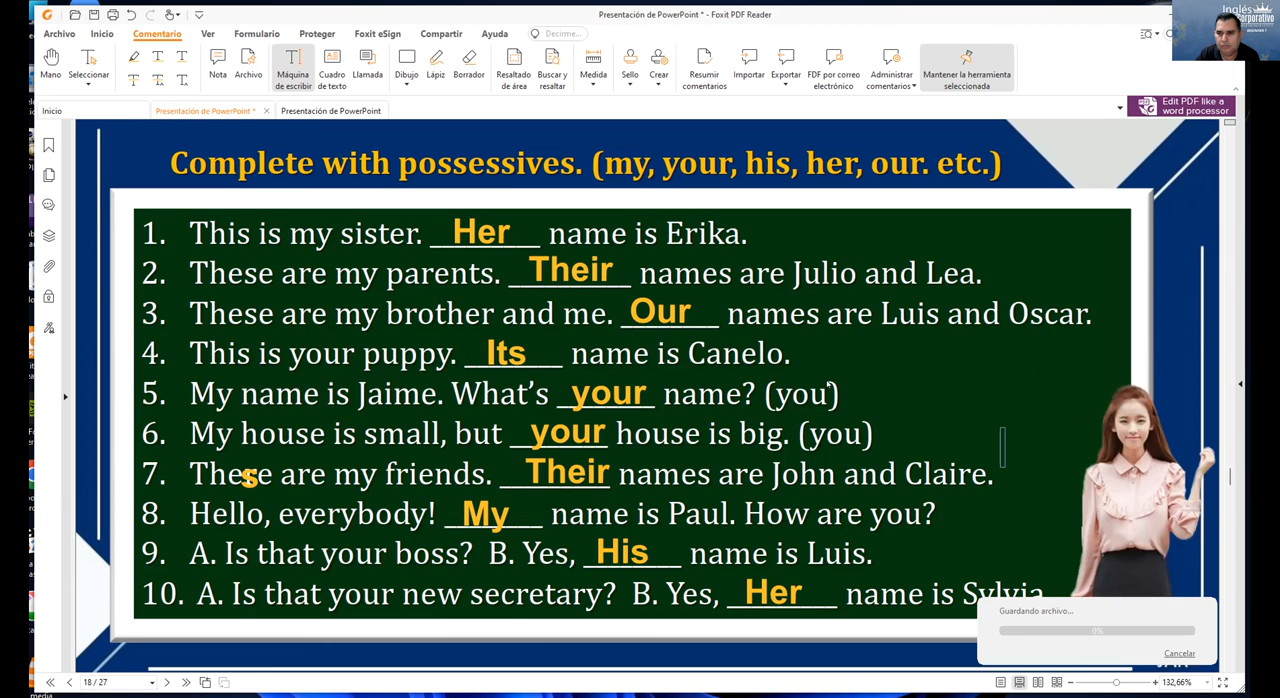 Presentación de PowerPoint * - Foxit PDF Reader
Inglés
Corporativo
Archivo Inicio Comentario Ver Formulario Proteger Foxit eSign Compartir Ayuda Decirme...
Mano Seleccionar Nota Archivo Máquina de escribir Cuadro de texto Llamada Dibujo Lápiz Borrador Resaltado de área Buscar y resaltar Medida Sello Crear Resumir comentarios Importar Exportar FDF por correo electrónico Administrar comentarios Mantener la herramienta seleccionada
Inicio Presentación de PowerPoint * Presentación de PowerPoint
Edit PDF like a
word processor
Complete with possessives. (my, your, his, her, our. etc.)
1. This is my sister. Her name is Erika.
2. These are my parents. Their names are Julio and Lea.
3. These are my brother and me. Our names are Luis and Oscar.
4. This is your puppy. Its name is Canelo.
5. My name is Jaime. What's your name? (you)
6. My house is small, but your house is big. (you)
7. These are my friends. Their names are John and Claire.
8. Hello, everybody! My name is Paul. How are you?
9. A. Is that your boss? B. Yes, His name is Luis.
10. A. Is that your new secretary? B. Yes, Her name is Sylvia
Guardando archivo...
0%
Cancelar
18 / 27
132,66%
media